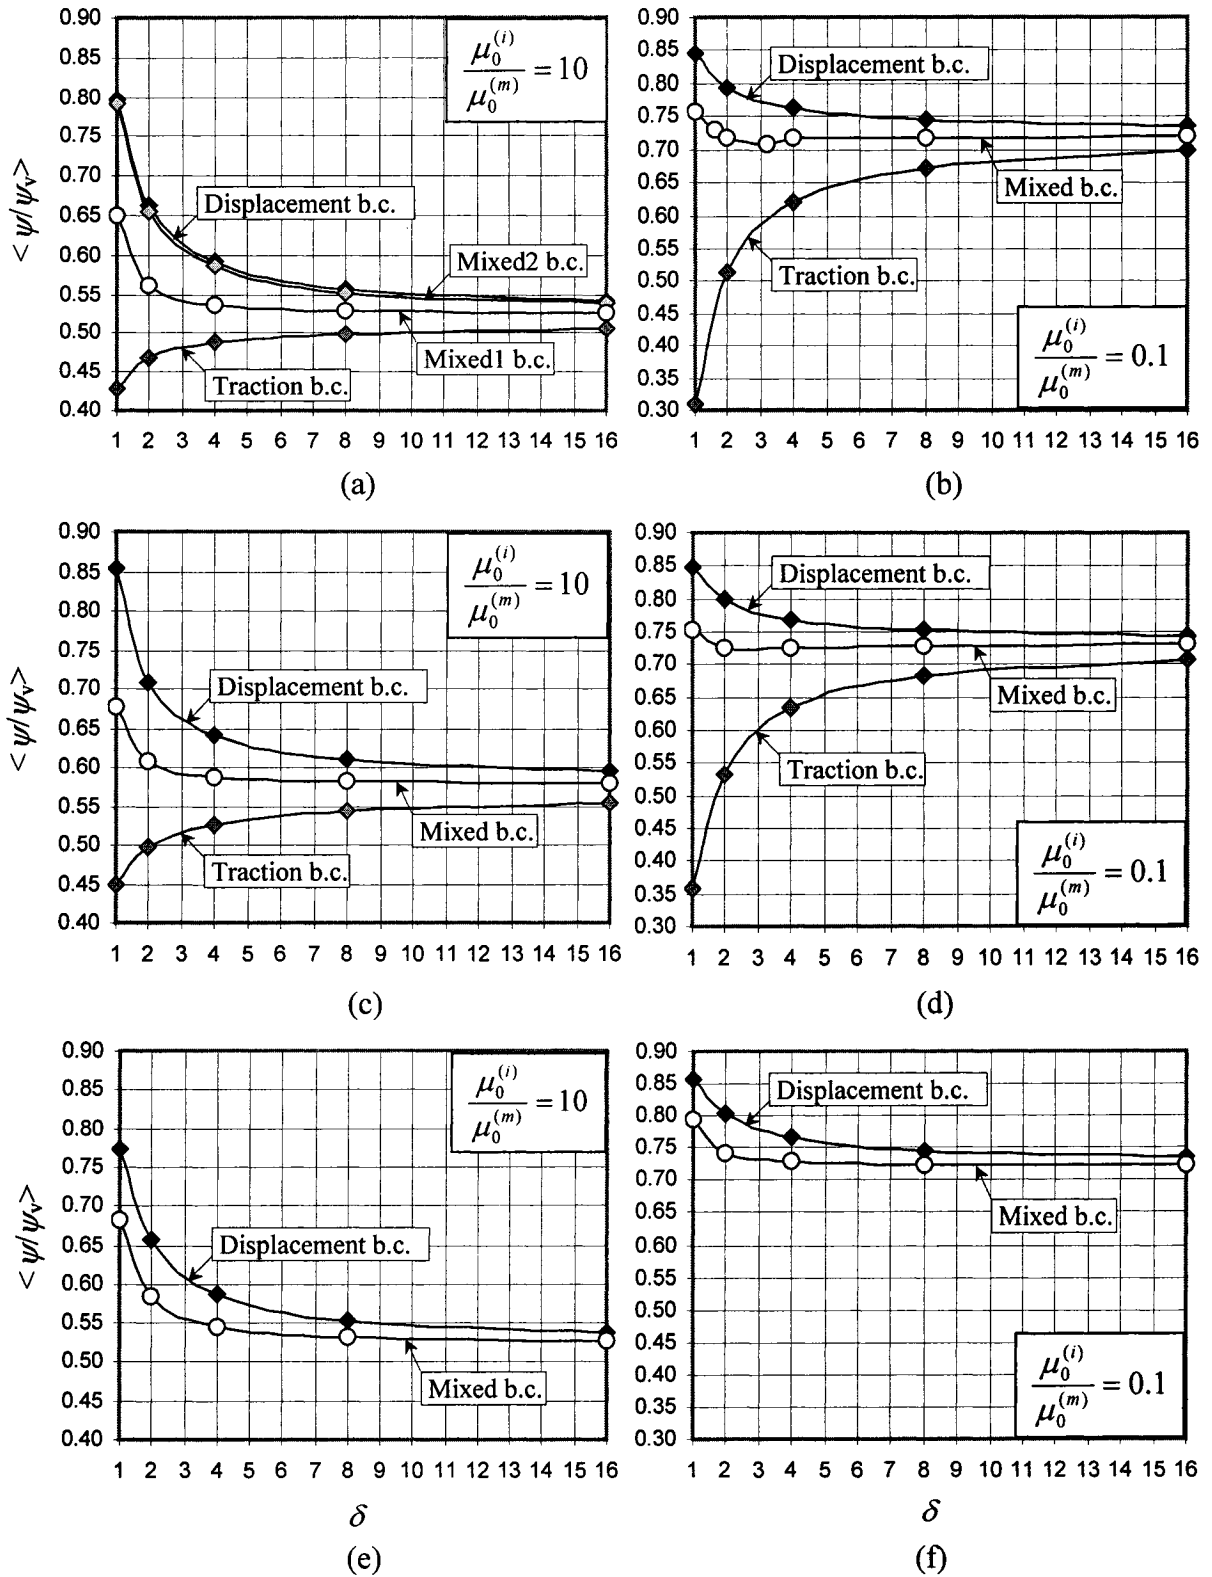 0.90
0.85
0.80
0.75
0.70
0.65
0.60
0.55
0.50
0.45
0.40
< ψ/ψv>
μ0(i)
μ0(m) = 10
Displacement b.c.
Mixed2 b.c.
Mixed1 b.c.
Traction b.c.
1 2 3 4 5 6 7 8 9 10 11 12 13 14 15 16
(a)
0.90
0.85
0.80
0.75
0.70
0.65
0.60
0.55
0.50
0.45
0.40
0.35
0.30
Displacement b.c.
Mixed b.c.
Traction b.c.
μ0(i)
μ0(m) = 0.1
1 2 3 4 5 6 7 8 9 10 11 12 13 14 15 16
(b)
0.90
0.85
0.80
0.75
0.70
0.65
0.60
0.55
0.50
0.45
0.40
< ψ/ψv>
μ0(i)
μ0(m) = 10
Displacement b.c.
Mixed b.c.
Traction b.c.
1 2 3 4 5 6 7 8 9 10 11 12 13 14 15 16
(c)
0.90
0.85
0.80
0.75
0.70
0.65
0.60
0.55
0.50
0.45
0.40
0.35
0.30
Displacement b.c.
Mixed b.c.
Traction b.c.
μ0(i)
μ0(m) = 0.1
1 2 3 4 5 6 7 8 9 10 11 12 13 14 15 16
(d)
0.90
0.85
0.80
0.75
0.70
0.65
0.60
0.55
0.50
0.45
0.40
< ψ/ψv>
μ0(i)
μ0(m) = 10
Displacement b.c.
Mixed b.c.
1 2 3 4 5 6 7 8 9 10 11 12 13 14 15 16
δ
(e)
0.90
0.85
0.80
0.75
0.70
0.65
0.60
0.55
0.50
0.45
0.40
0.35
0.30
Displacement b.c.
Mixed b.c.
μ0(i)
μ0(m) = 0.1
1 2 3 4 5 6 7 8 9 10 11 12 13 14 15 16
δ
(f)